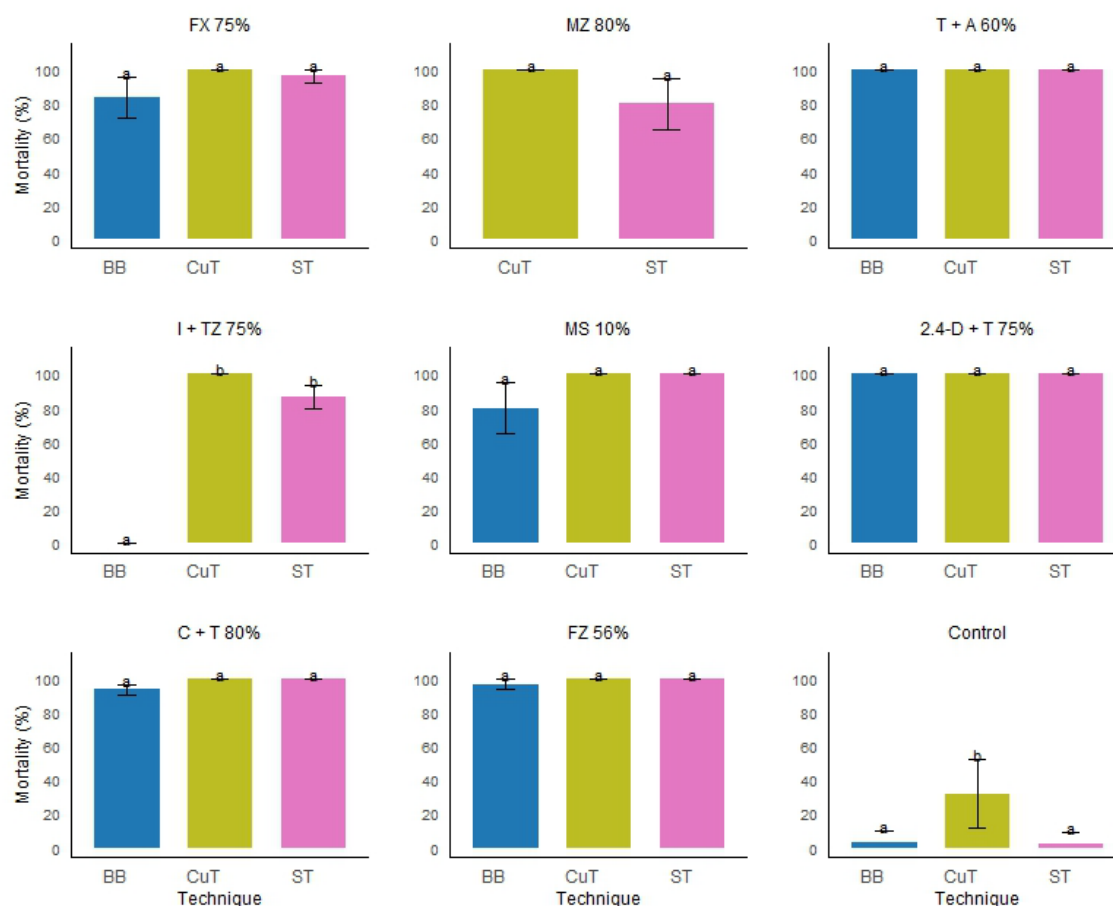 FX 75%
MZ 80%
T + A 60%
Mortality (%)
100
80
60
40
20
0
a
a
a
BB
CuT
ST
100
80
60
40
20
0
a
a
CuT
ST
100
80
60
40
20
0
a
a
a
BB
CuT
ST
I + TZ 75%
MS 10%
2.4-D + T 75%
Mortality (%)
100
80
60
40
20
0
a
b
b
BB
CuT
ST
100
80
60
40
20
0
a
a
a
BB
CuT
ST
100
80
60
40
20
0
a
a
a
BB
CuT
ST
C + T 80%
FZ 56%
Control
Mortality (%)
100
80
60
40
20
0
a
a
a
BB
CuT
ST
Technique
100
80
60
40
20
0
a
a
a
BB
CuT
ST
Technique
100
80
60
40
20
0
a
b
a
BB
CuT
ST
Technique